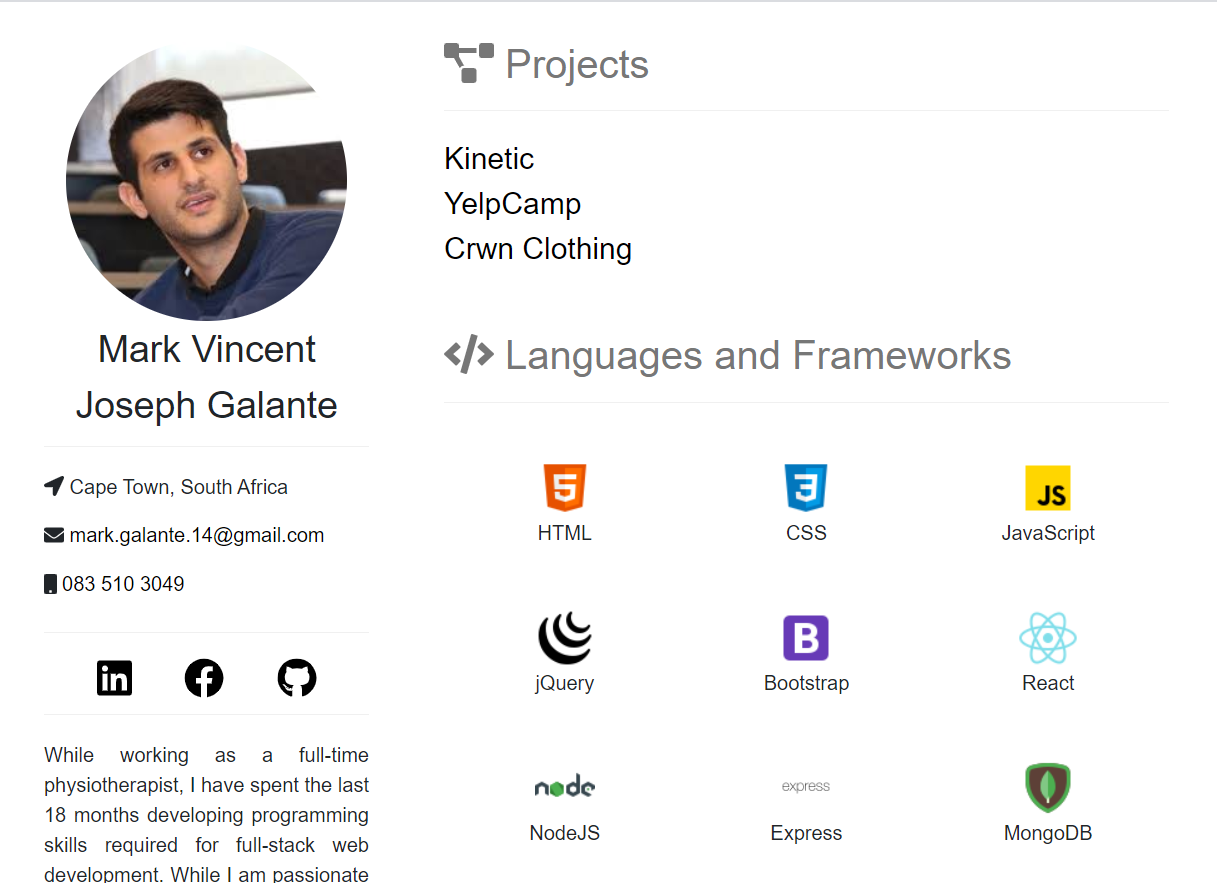 Mark Vincent
Joseph Galante
Cape Town, South Africa
mark.galante.14@gmail.com
083 510 3049
in
While working as a full-time
physiotherapist, I have spent the last
18 months developing programming
skills required for full-stack web
development. While I am passionate
Projects
Kinetic
YelpCamp
Crwn Clothing
</> Languages and Frameworks
5
HTML
3
CSS
JS
JavaScript
jQuery
B
Bootstrap
React
node
NodeJS
express
Express
MongoDB